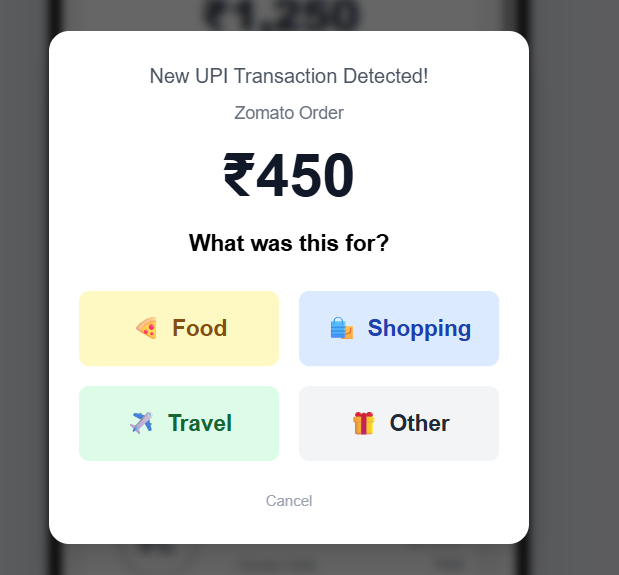 ₹1,250
New UPI Transaction Detected!
Zomato Order
₹450
What was this for?
Food
Shopping
Travel
Other
Cancel